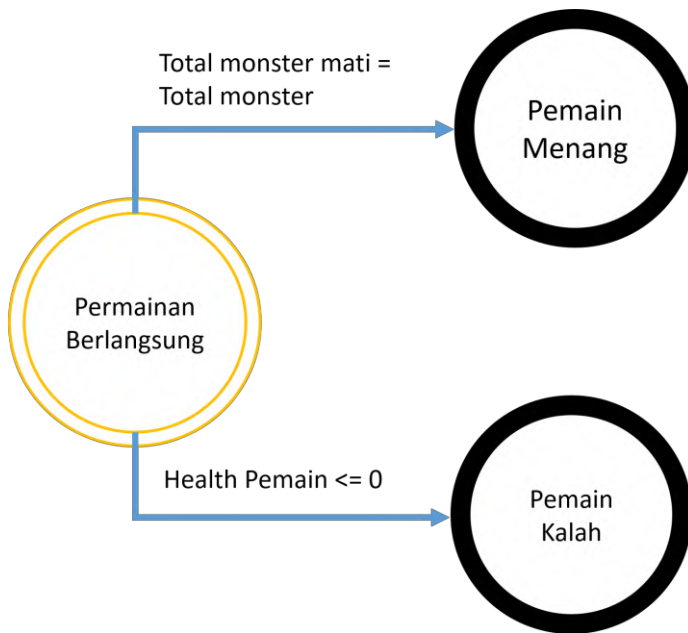 Total monster mati =
Total monster
Pemain
Menang
Permainan
Berlangsung
Health Pemain <= 0
Pemain
Kalah